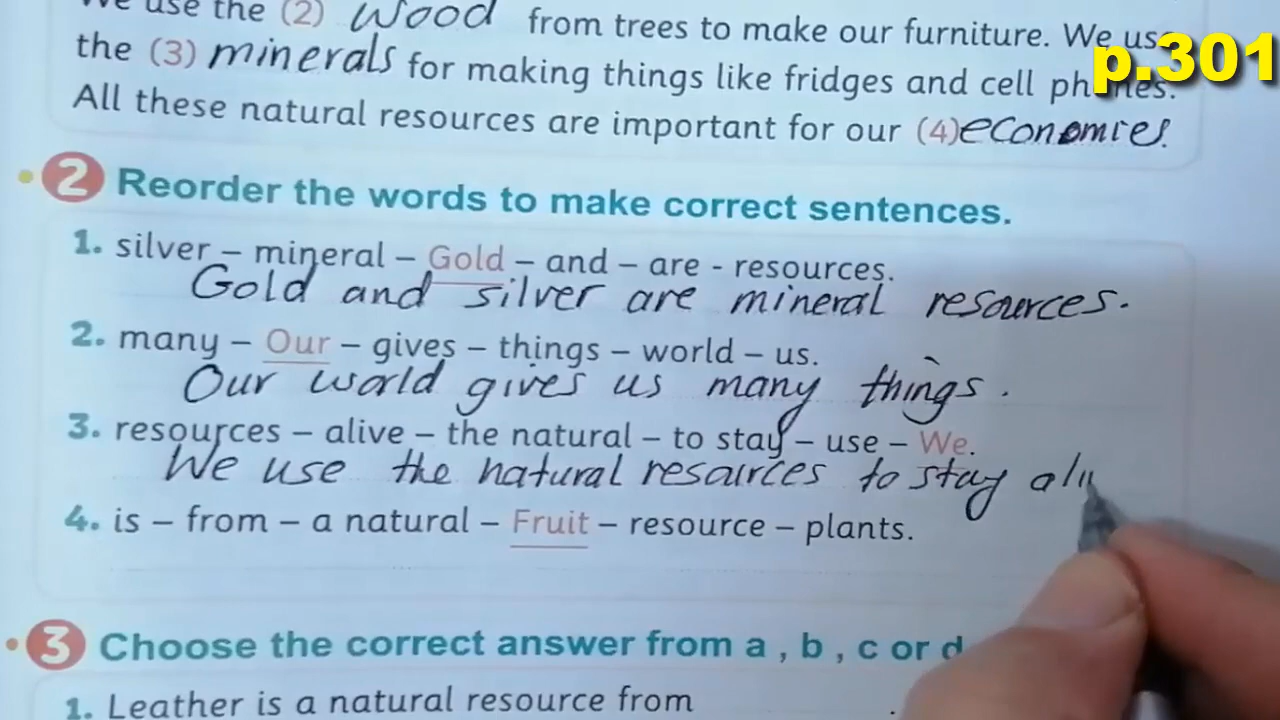 We use the (2) Wood from trees to make our furniture. We use
p.301
the (3) minerals for making things like fridges and cell phones.
All these natural resources are important for our (4) economies.
2 Reorder the words to make correct sentences.
1. silver – mineral – Gold – and – are - resources.
Gold and silver are mineral resources.
2. many – Our – gives – things – world – us.
Our world gives us many things.
3. resources – alive – the natural – to stay – use – We.
We use the natural resources to stay ali
4. is – from – a natural – Fruit – resource – plants.
3 Choose the correct answer from a , b , c or d
1. Leather is a natural resource from